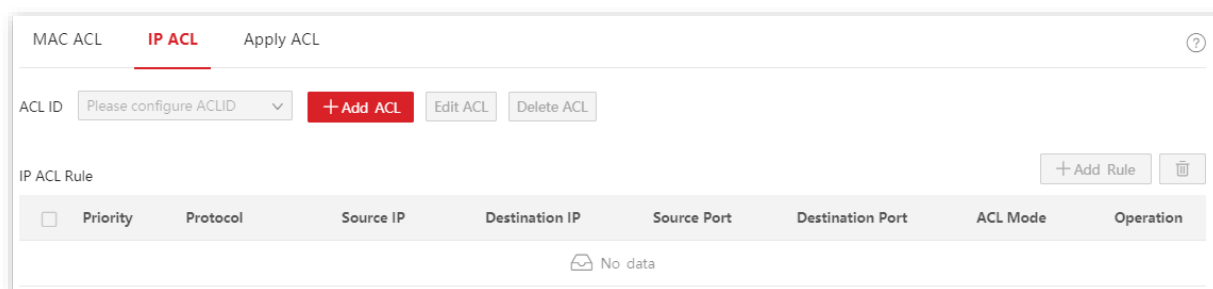 MAC ACL IP ACL Apply ACL ?
ACL ID Please configure ACLID + Add ACL Edit ACL Delete ACL
IP ACL Rule + Add Rule
Priority Protocol Source IP Destination IP Source Port Destination Port ACL Mode Operation
No data